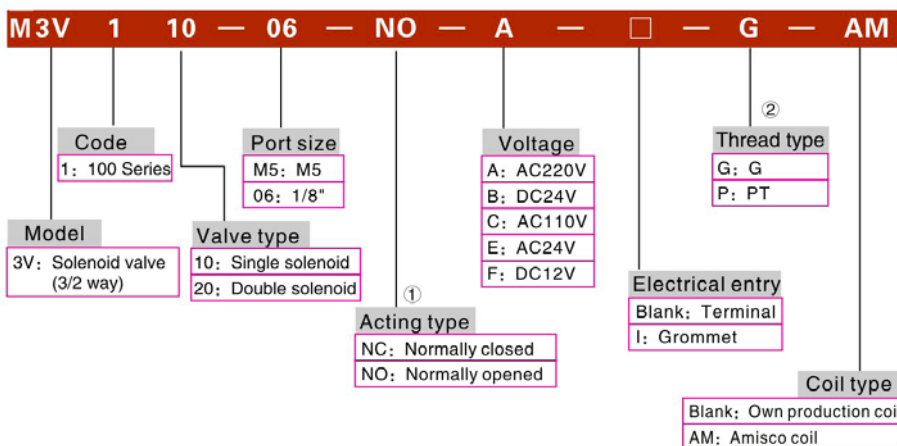 M3V 1 10 — 06 — NO — A — □ — G — AM
Code
1: 100 Series
Port size
M5: M5
06: 1/8"
Voltage
A: AC220V
B: DC24V
C: AC110V
E: AC24V
F: DC12V
②
Thread type
G: G
P: PT
Model
3V: Solenoid valve
(3/2 way)
Valve type
10: Single solenoid
20: Double solenoid
①
Acting type
NC: Normally closed
NO: Normally opened
Electrical entry
Blank: Terminal
I: Grommet
Coil type
Blank: Own production coi
AM: Amisco coil